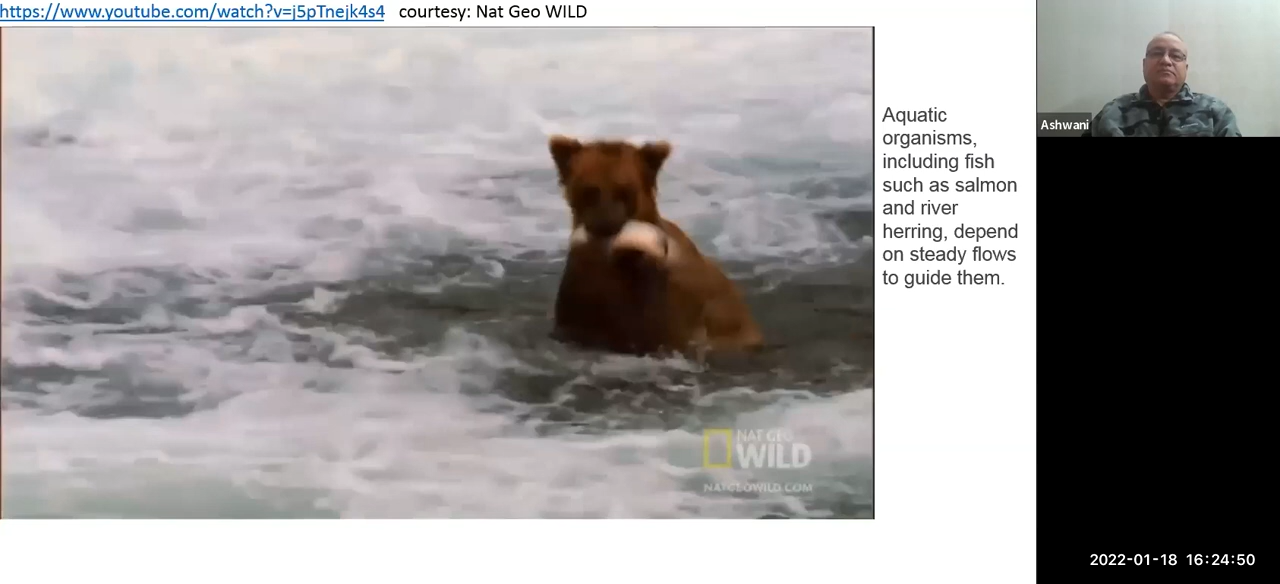 https://www.youtube.com/watch?v=j5pTnejk4s4 courtesy: Nat Geo WILD
Aquatic
organisms,
including fish
such as salmon
and river
herring, depend
on steady flows
to guide them.
Ashwani
NAT GEO
WILD
NATGEOWILD.COM
2022-01-18 16:24:50